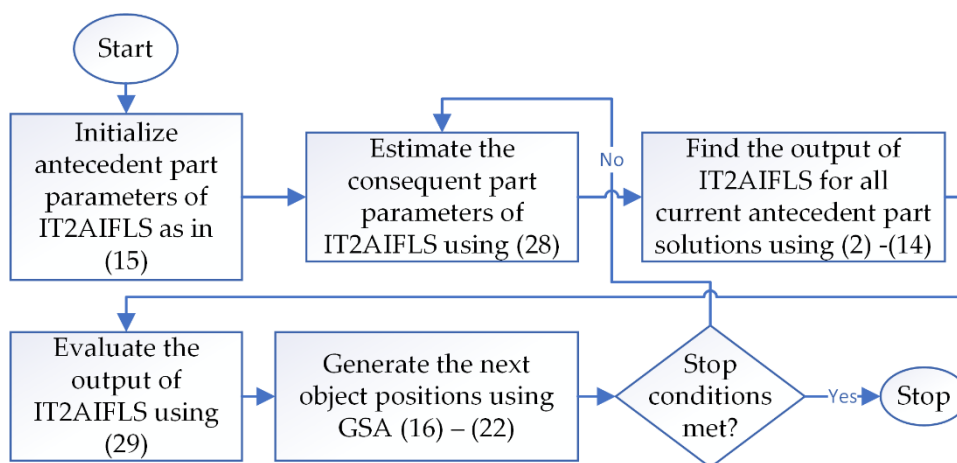 Start
Initialize
antecedent part
parameters of
IT2AIFLS as in
(15)
Estimate the
consequent part
parameters of
IT2AIFLS using (28)
No
Find the output of
IT2AIFLS for all
current antecedent part
solutions using (2) -(14)
Evaluate the
output of
IT2AIFLS using
(29)
Generate the next
object positions using
GSA (16) – (22)
Stop
conditions
met?
Yes
Stop